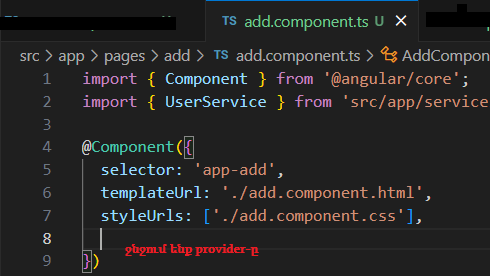 TS add.component.ts U ×
src > app > pages > add > TS add.component.ts > AddCompon
1 import { Component } from '@angular/core';
2 import { UserService } from 'src/app/service
3
4 @Component({
5 selector: 'app-add',
6 templateUrl: './add.component.html',
7 styleUrls: ['./add.component.css'],
8
ջնջում ենք provider-ը
9 })